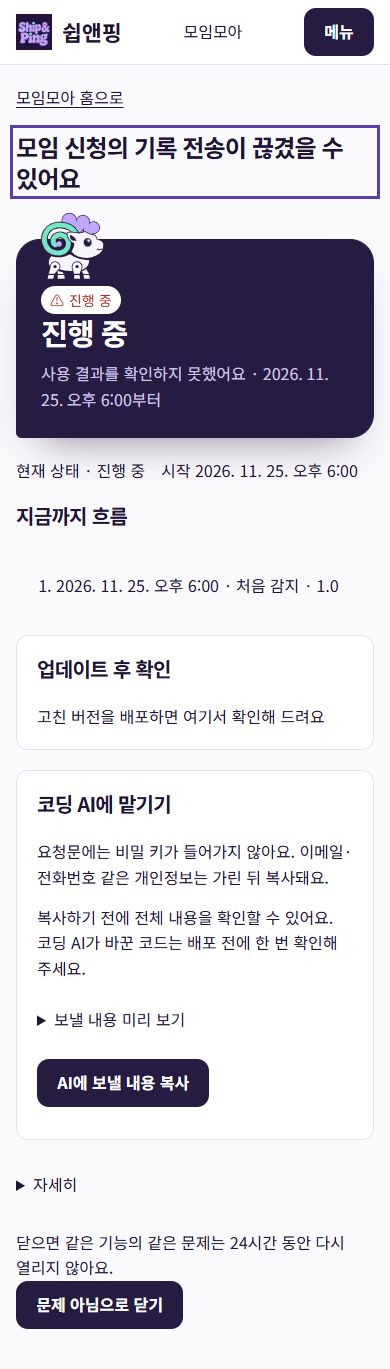 Ship&
Ping
쉽앤핑
모임모아
메뉴
모임모아 홈으로
모임 신청의 기록 전송이 끊겼을 수
있어요
진행 중
진행 중
사용 결과를 확인하지 못했어요 · 2026. 11.
25. 오후 6:00부터
현재 상태 · 진행 중 시작 2026. 11. 25. 오후 6:00
지금까지 흐름
1. 2026. 11. 25. 오후 6:00 · 처음 감지 · 1.0
업데이트 후 확인
고친 버전을 배포하면 여기서 확인해 드려요
코딩 AI에 맡기기
요청문에는 비밀 키가 들어가지 않아요. 이메일·
전화번호 같은 개인정보는 가린 뒤 복사돼요.
복사하기 전에 전체 내용을 확인할 수 있어요.
코딩 AI가 바꾼 코드는 배포 전에 한 번 확인해
주세요.
▶ 보낼 내용 미리 보기
AI에 보낼 내용 복사
▶ 자세히
닫으면 같은 기능의 같은 문제는 24시간 동안 다시
열리지 않아요.
문제 아님으로 닫기